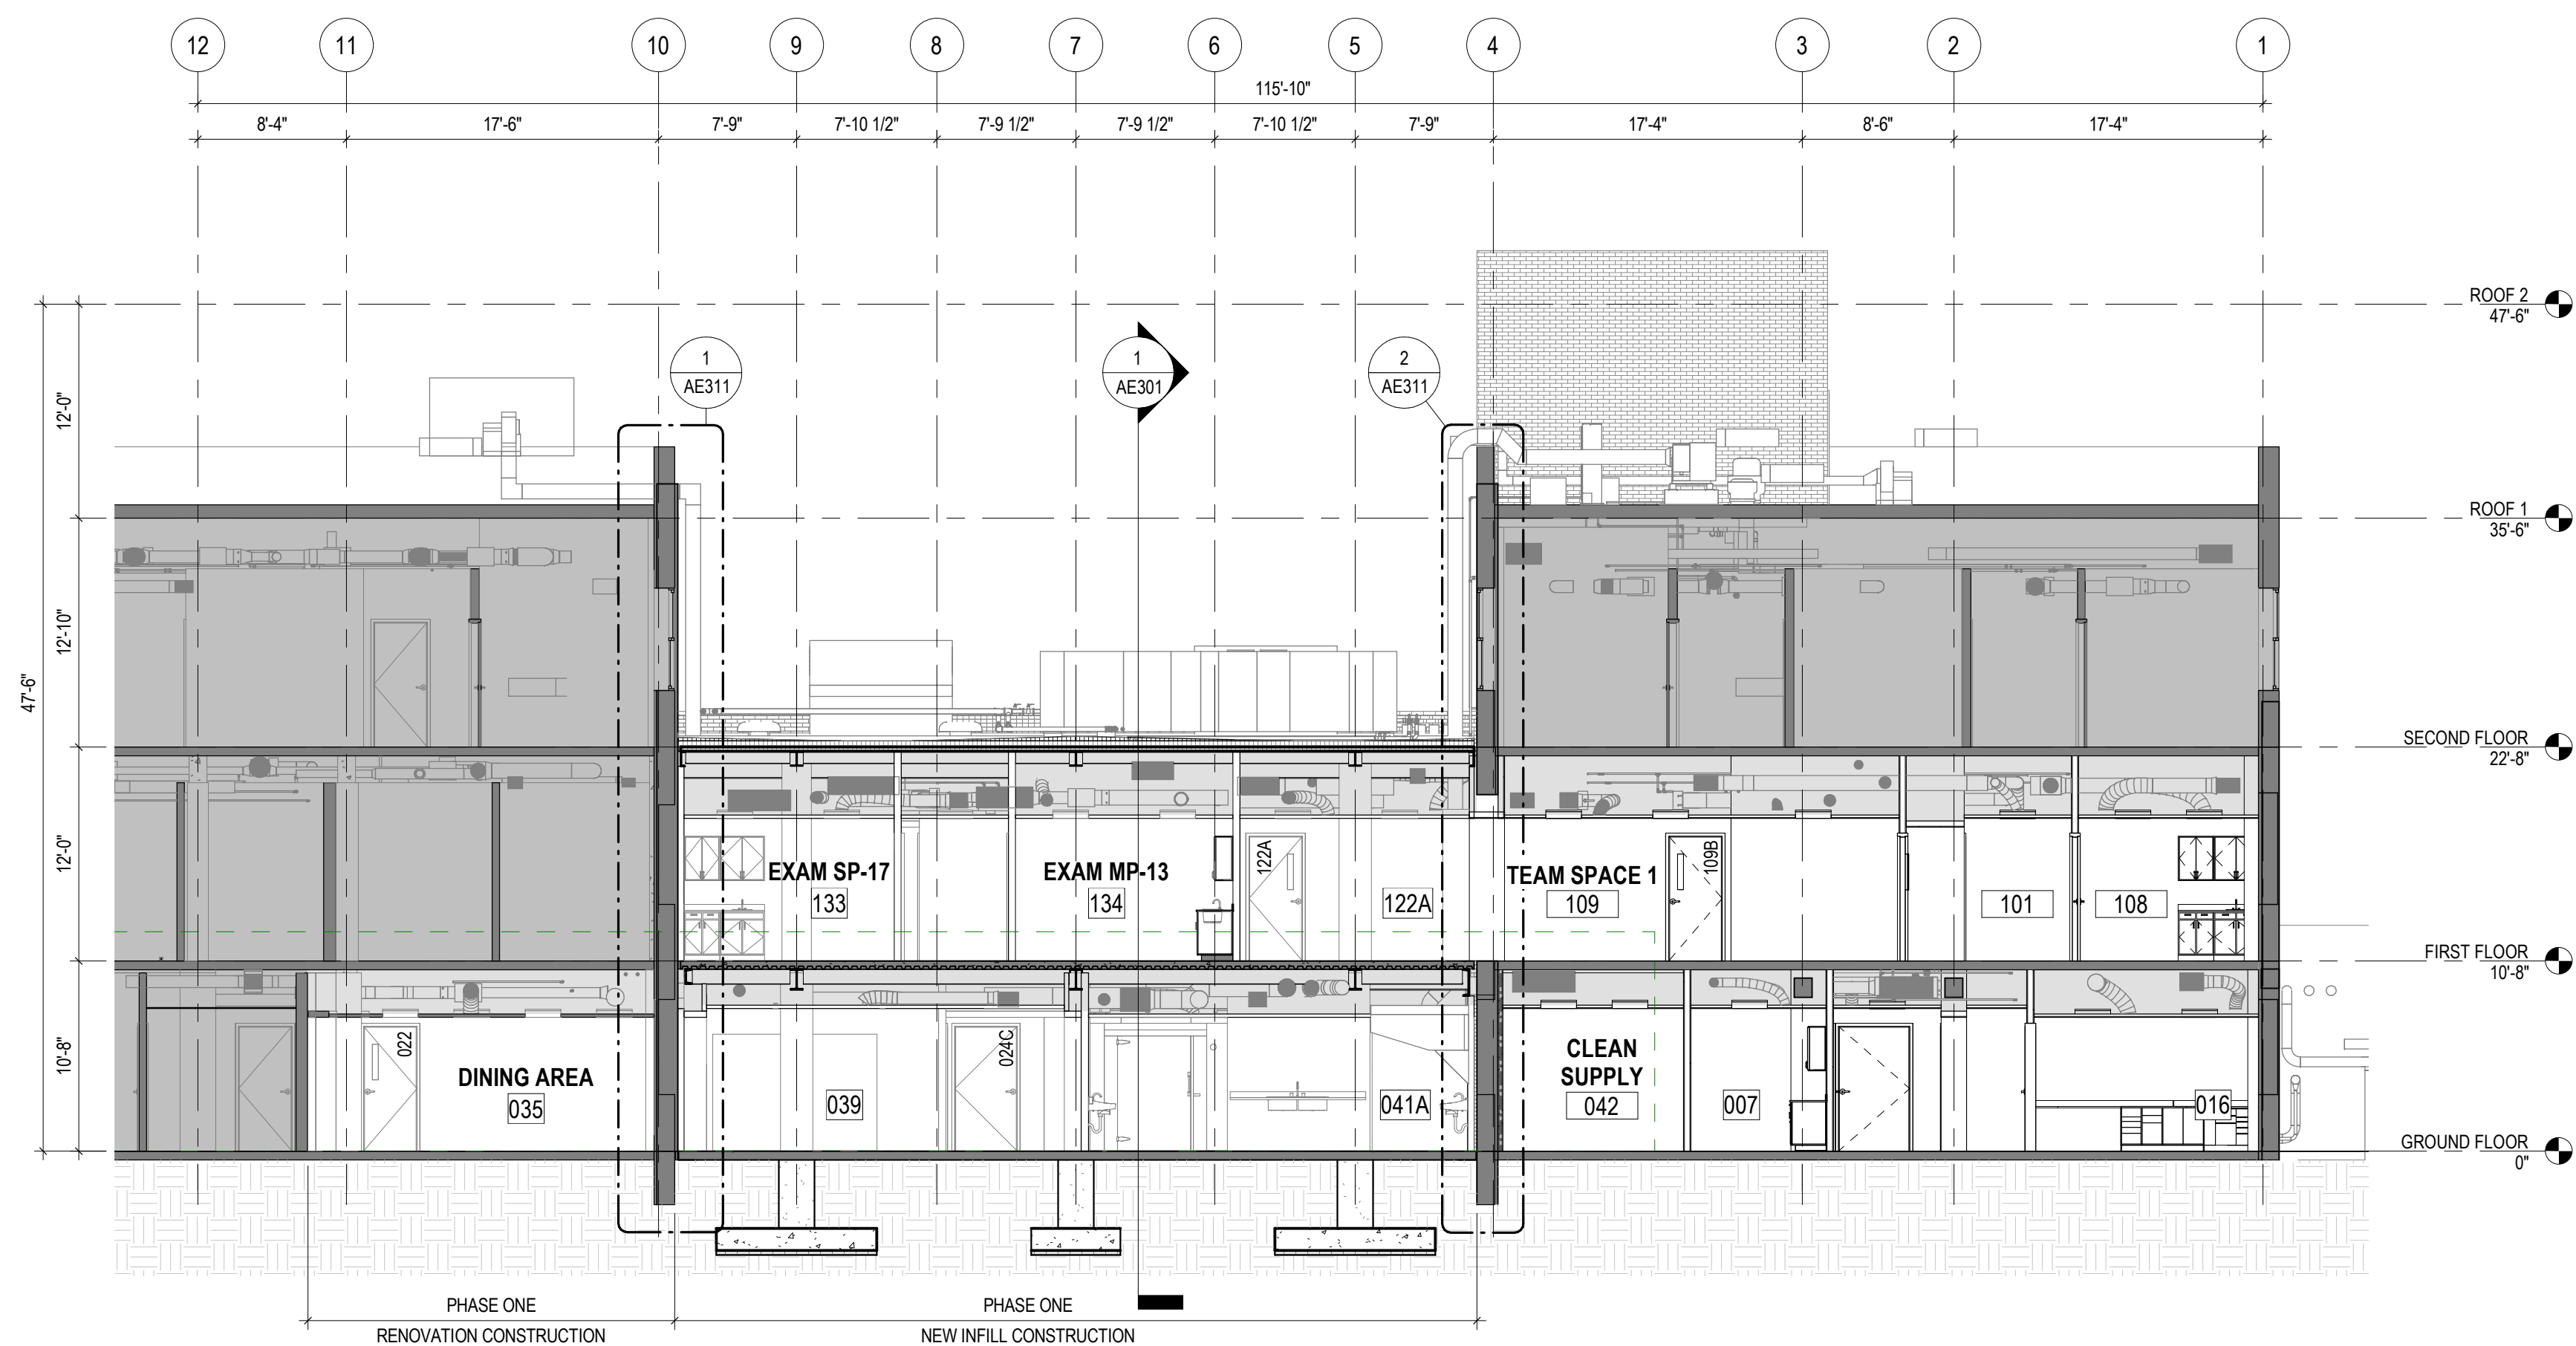 12 11 10 9 8 7 6 5 4 3 2 1
115'-10"
8'-4" 17'-6" 7'-9" 7'-10 1/2" 7'-9 1/2" 7'-9 1/2" 7'-10 1/2" 7'-9" 17'-4" 8'-6" 17'-4"
ROOF 2
47'-6"
1
AE311
1
AE301
2
AE311
12'-0"
ROOF 1
35'-6"
12'-10"
47'-6"
SECOND FLOOR
22'-8"
12'-0"
EXAM SP-17
133
EXAM MP-13
134
122A
122A
TEAM SPACE 1
109
109B
101
108
FIRST FLOOR
10'-8"
10'-8"
022
DINING AREA
035
039
024C
041A
CLEAN
SUPPLY
042
007
016
GROUND FLOOR
0"
PHASE ONE
RENOVATION CONSTRUCTION
PHASE ONE
NEW INFILL CONSTRUCTION